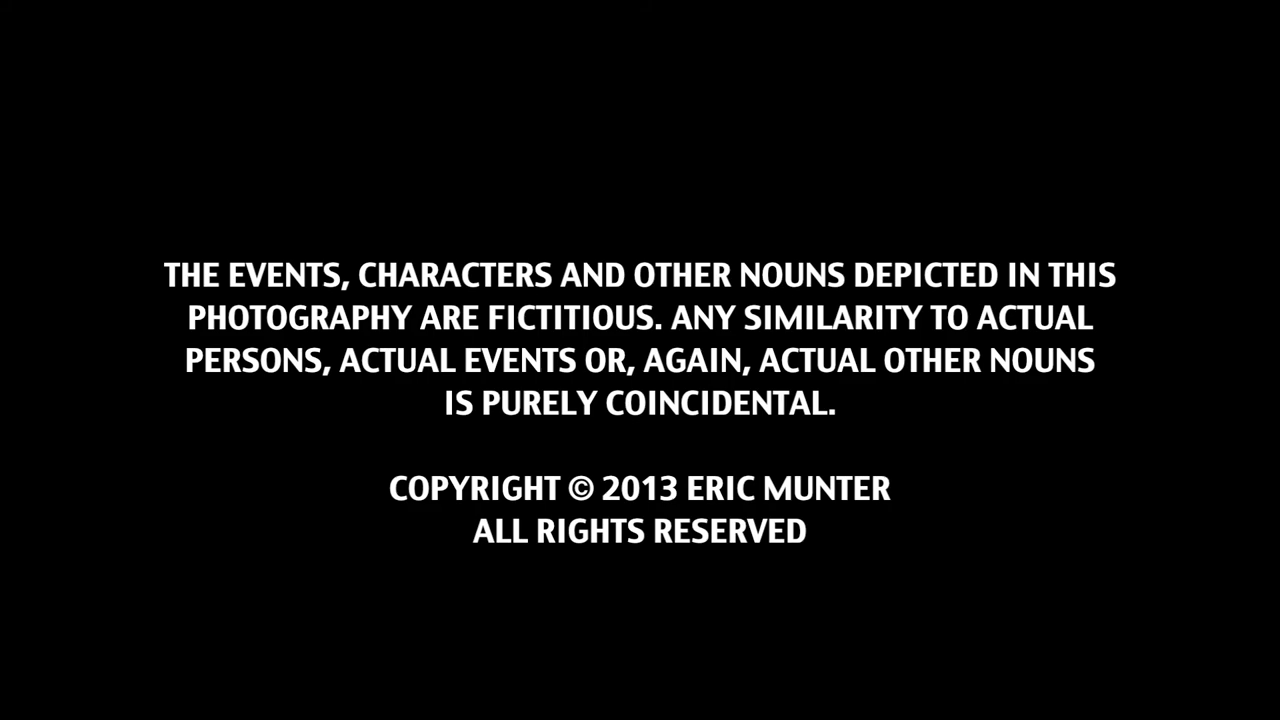 THE EVENTS, CHARACTERS AND OTHER NOUNS DEPICTED IN THIS
PHOTOGRAPHY ARE FICTITIOUS. ANY SIMILARITY TO ACTUAL
PERSONS, ACTUAL EVENTS OR, AGAIN, ACTUAL OTHER NOUNS
IS PURELY COINCIDENTAL.
COPYRIGHT © 2013 ERIC MUNTER
ALL RIGHTS RESERVED